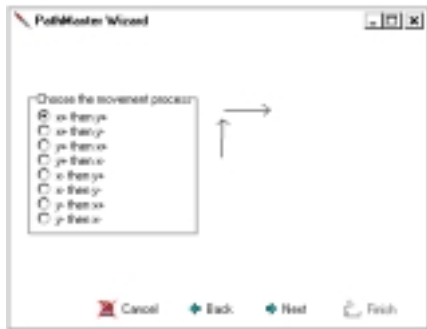 PathMaster Wizard
Choose the movement process
x+ then y+
x+ then y-
y+ then x+
y+ then x-
x- then y+
x- then y-
y- then x+
y- then x-
Cancel
Back
Next
Finish